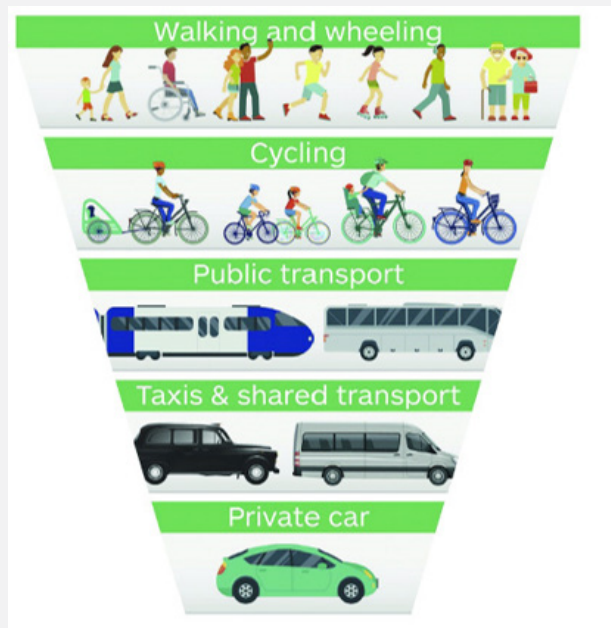 Walking and wheeling
Cycling
Public transport
Taxis & shared transport
Private car